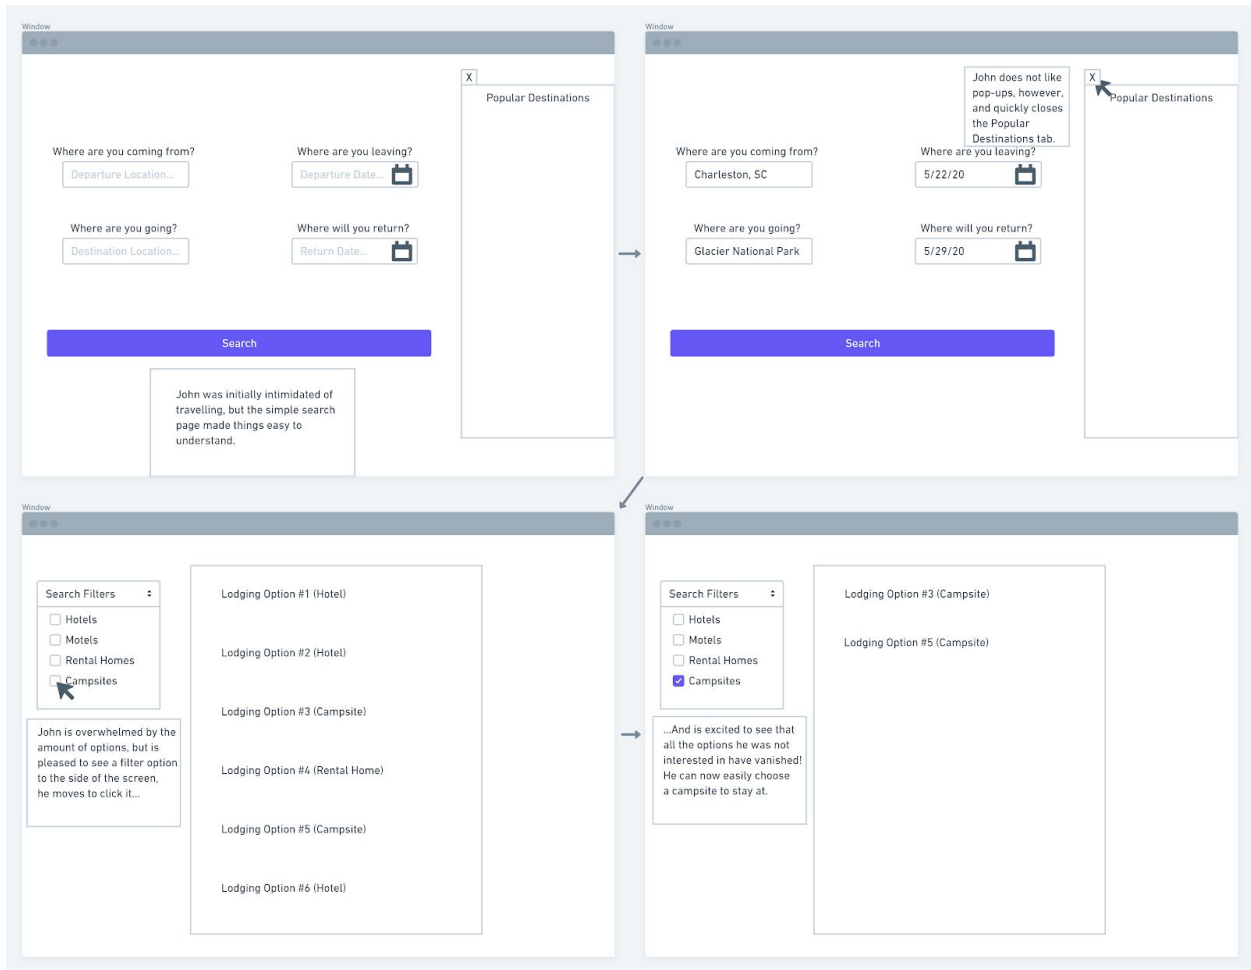 Window
X
Popular Destinations
Where are you coming from?
Where are you leaving?
Departure Location...
Departure Date...
Where are you going?
Where will you return?
Destination Location...
Return Date...
Search
John was initially intimidated of
travelling, but the simple search
page made things easy to
understand.
Window
John does not like
pop-ups, however,
and quickly closes
the Popular
Destinations tab.
X
Popular Destinations
Where are you coming from?
Where are you leaving?
Charleston, SC
5/22/20
Where are you going?
Where will you return?
Glacier National Park
5/29/20
Search
Window
Search Filters
Hotels
Motels
Rental Homes
Campsites
John is overwhelmed by the
amount of options, but is
pleased to see a filter option
to the side of the screen,
he moves to click it...
Lodging Option #1 (Hotel)
Lodging Option #2 (Hotel)
Lodging Option #3 (Campsite)
Lodging Option #4 (Rental Home)
Lodging Option #5 (Campsite)
Lodging Option #6 (Hotel)
Window
Search Filters
Hotels
Motels
Rental Homes
Campsites
...And is excited to see that
all the options he was not
interested in have vanished!
He can now easily choose
a campsite to stay at.
Lodging Option #3 (Campsite)
Lodging Option #5 (Campsite)